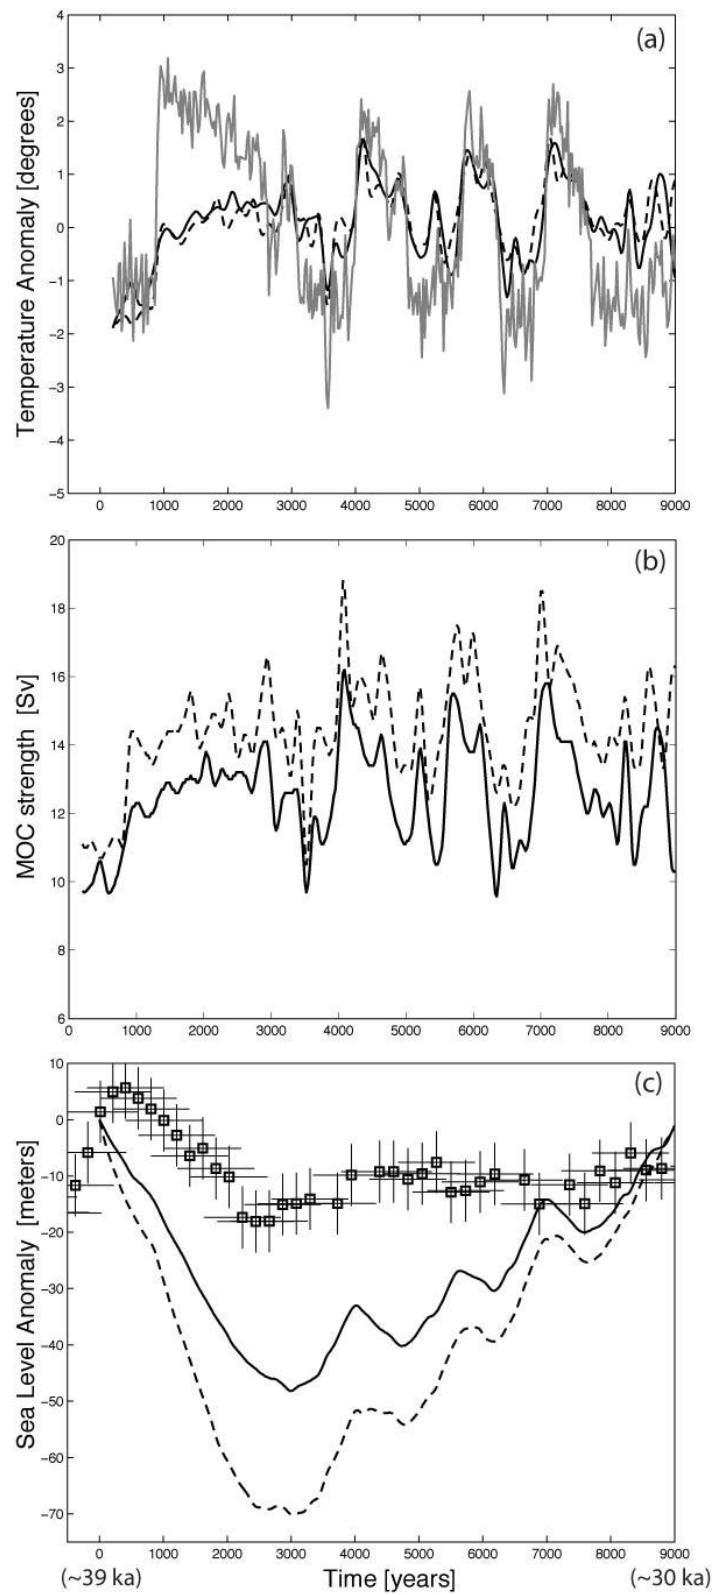 (a)
Temperature Anomaly [degrees]
4
3
2
1
0
−1
−2
−3
−4
−5
0 1000 2000 3000 4000 5000 6000 7000 8000 9000
(b)
MOC strength [Sv]
20
18
16
14
12
10
8
6
0 1000 2000 3000 4000 5000 6000 7000 8000 9000
(c)
Sea Level Anomaly [meters]
10
0
−10
−20
−30
−40
−50
−60
−70
0 1000 2000 3000 4000 5000 6000 7000 8000 9000
(~39 ka) Time [years] (~30 ka)